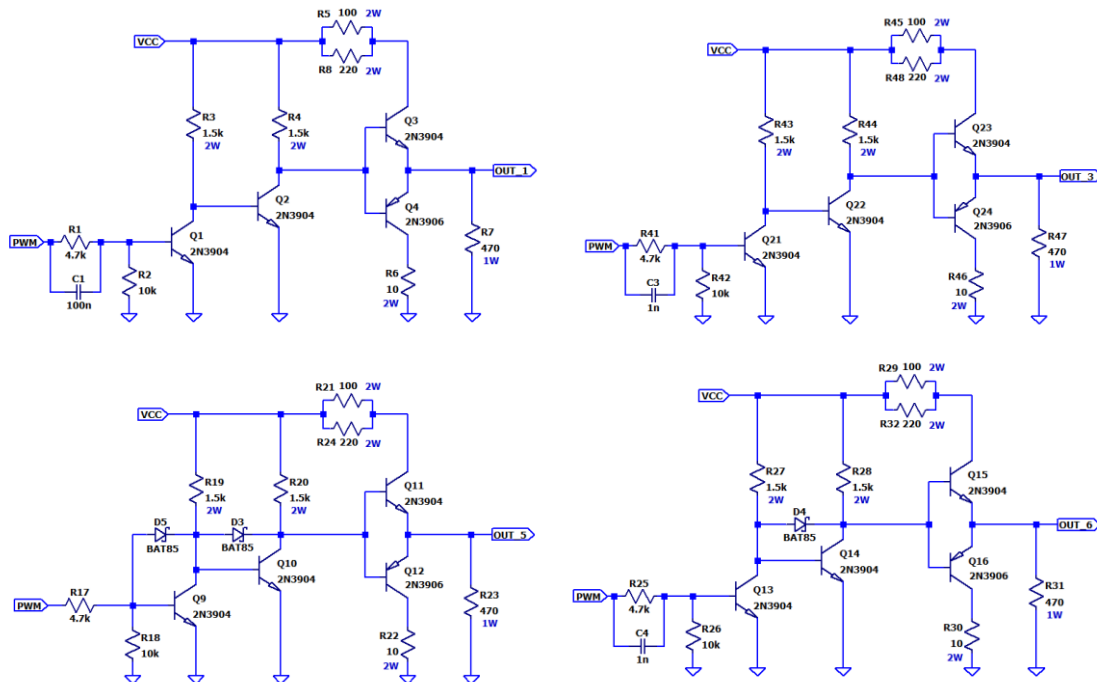 R5 100 2W
VCC
R8 220 2W
R3
1.5k
2W
R4
1.5k
2W
Q3
2N3904
OUT_1
Q2
2N3904
Q4
2N3906
PWM
R1
4.7k
C1
100n
Q1
2N3904
R2
10k
R7
470
1W
R6
10
2W
R45 100 2W
VCC
R48 220 2W
R43
1.5k
2W
R44
1.5k
2W
Q23
2N3904
OUT_3
Q22
2N3904
Q24
2N3906
PWM
R41
4.7k
C3
1n
Q21
2N3904
R42
10k
R47
470
1W
R46
10
2W
R21 100 2W
VCC
R24 220 2W
R19
1.5k
2W
R20
1.5k
2W
Q11
2N3904
D5
BAT85
D3
BAT85
OUT_5
Q10
2N3904
Q12
2N3906
PWM
R17
4.7k
Q9
2N3904
R18
10k
R23
470
1W
R22
10
2W
R29 100 2W
VCC
R32 220 2W
R27
1.5k
2W
R28
1.5k
2W
Q15
2N3904
D4
BAT85
OUT_6
Q14
2N3904
Q16
2N3906
PWM
R25
4.7k
C4
1n
Q13
2N3904
R26
10k
R31
470
1W
R30
10
2W